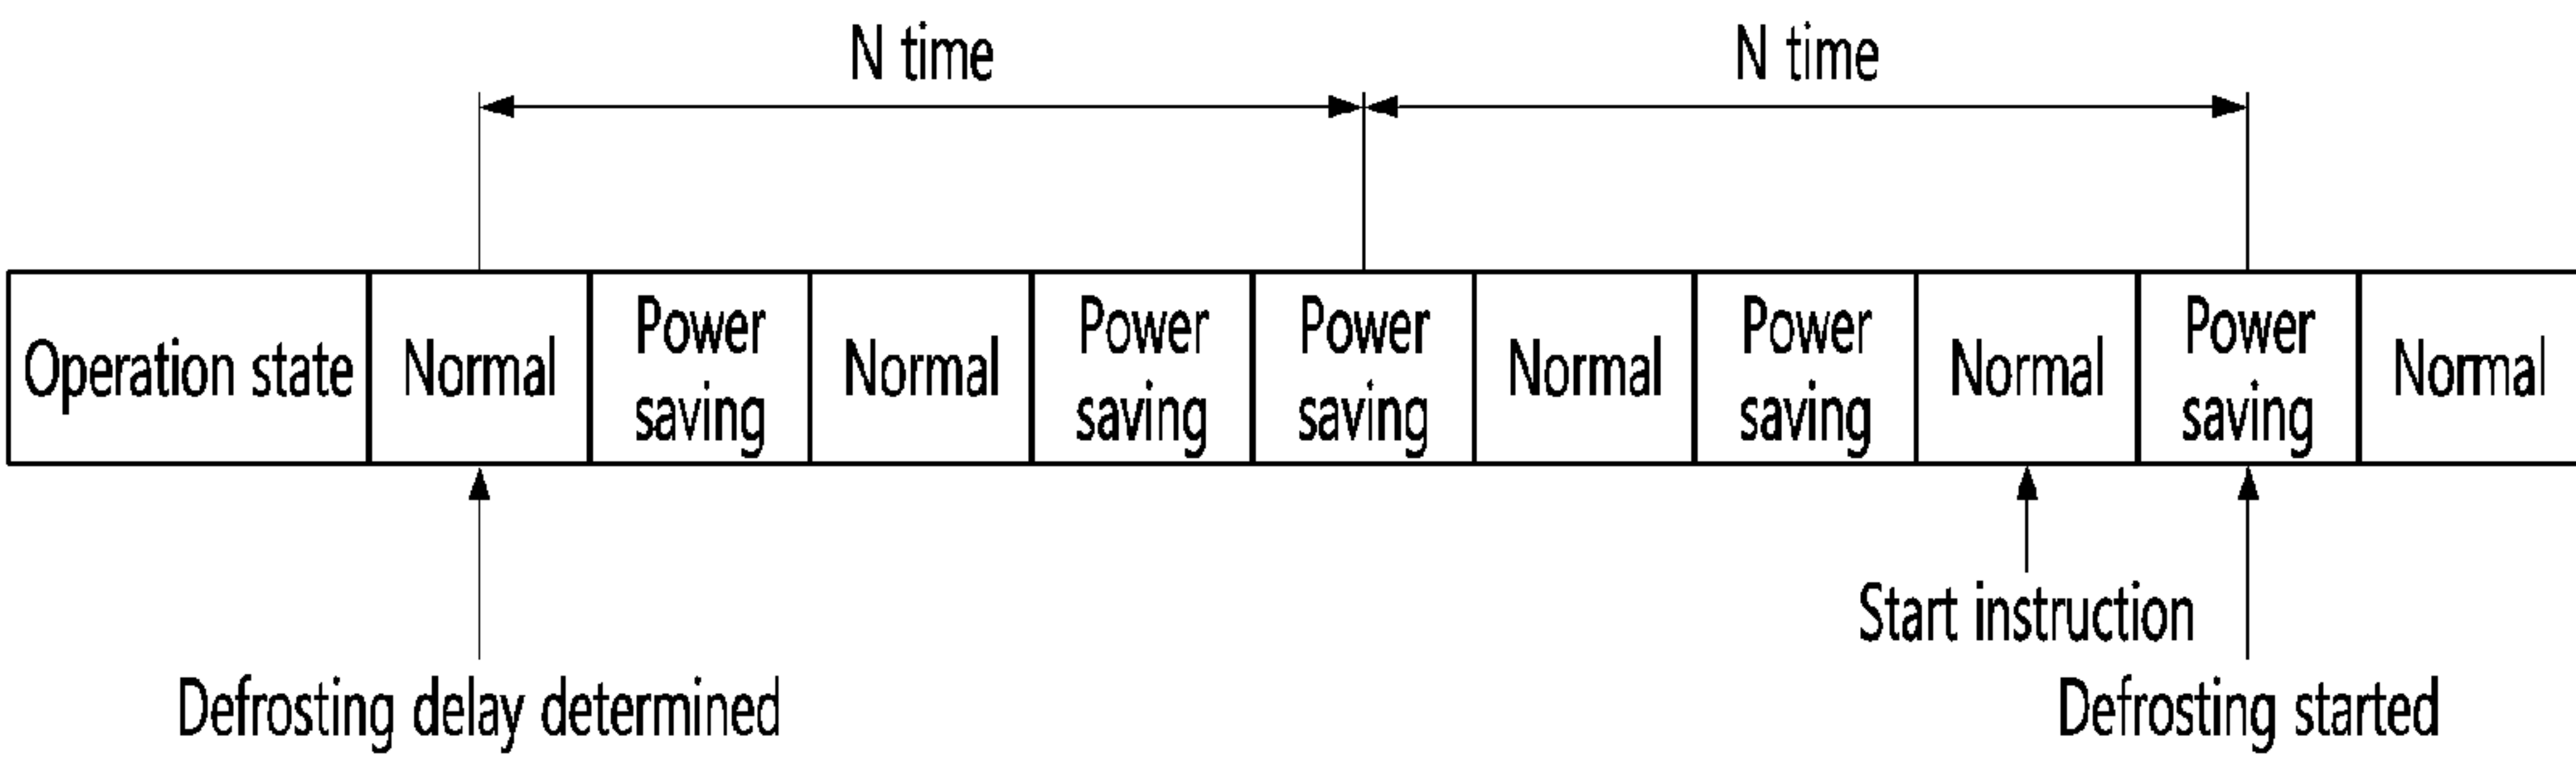 N time
N time
Operation state
Normal
Power
saving
Normal
Power
saving
Power
saving
Normal
Power
saving
Normal
Power
saving
Normal
Start instruction
Defrosting delay determined
Defrosting started